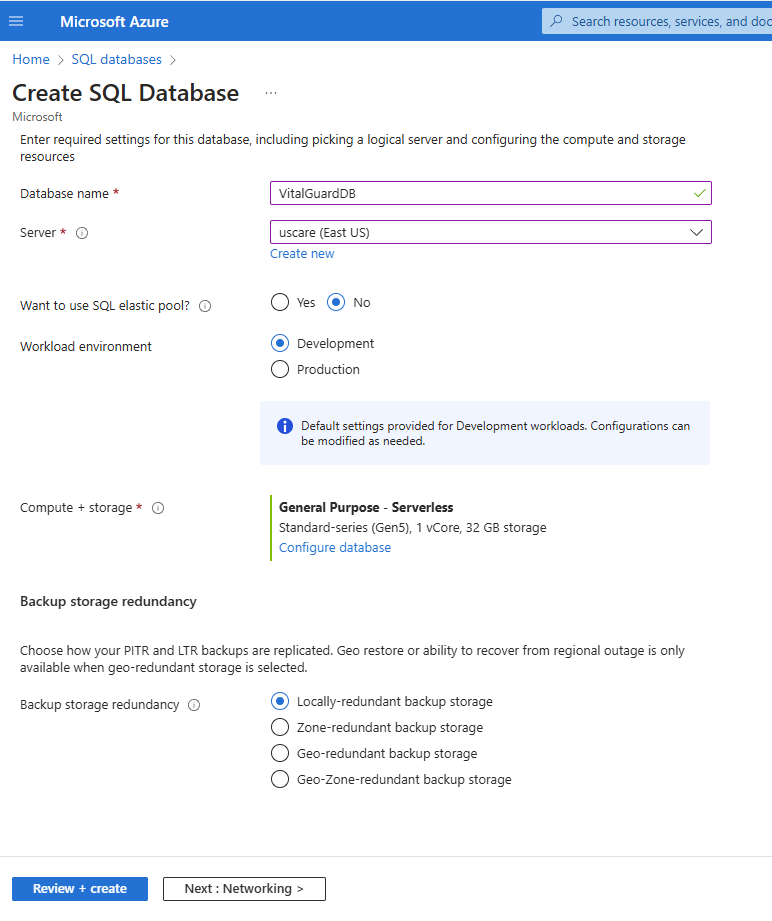 Microsoft Azure
Search resources, services, and doc
Home > SQL databases >
Create SQL Database ...
Microsoft
Enter required settings for this database, including picking a logical server and configuring the compute and storage
resources
Database name *
VitalGuardDB
Server *
uscare (East US)
Create new
Want to use SQL elastic pool?
Yes No
Workload environment
Development
Production
Default settings provided for Development workloads. Configurations can
be modified as needed.
Compute + storage *
General Purpose - Serverless
Standard-series (Gen5), 1 vCore, 32 GB storage
Configure database
Backup storage redundancy
Choose how your PITR and LTR backups are replicated. Geo restore or ability to recover from regional outage is only
available when geo-redundant storage is selected.
Backup storage redundancy
Locally-redundant backup storage
Zone-redundant backup storage
Geo-redundant backup storage
Geo-Zone-redundant backup storage
Review + create
Next : Networking >